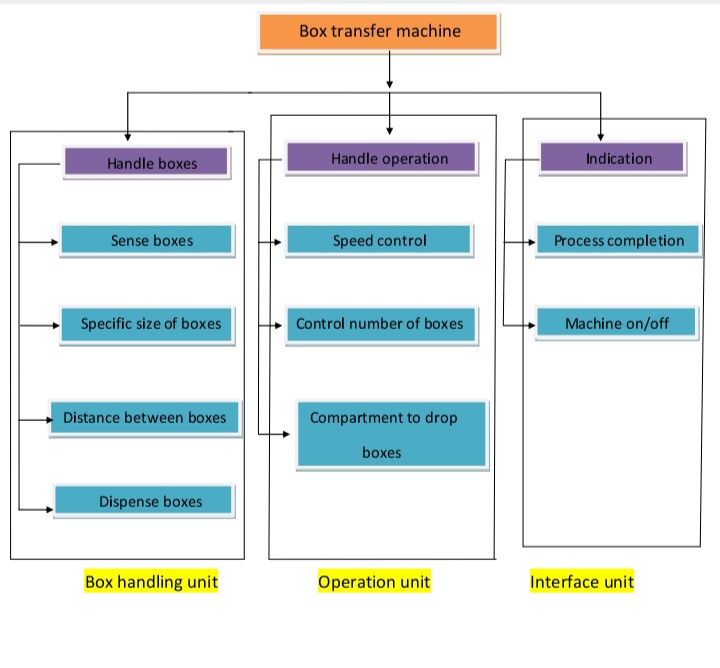 Box transfer machine
Handle boxes
Sense boxes
Specific size of boxes
Distance between boxes
Dispense boxes
Box handling unit
Handle operation
Speed control
Control number of boxes
Compartment to drop
boxes
Operation unit
Indication
Process completion
Machine on/off
Interface unit